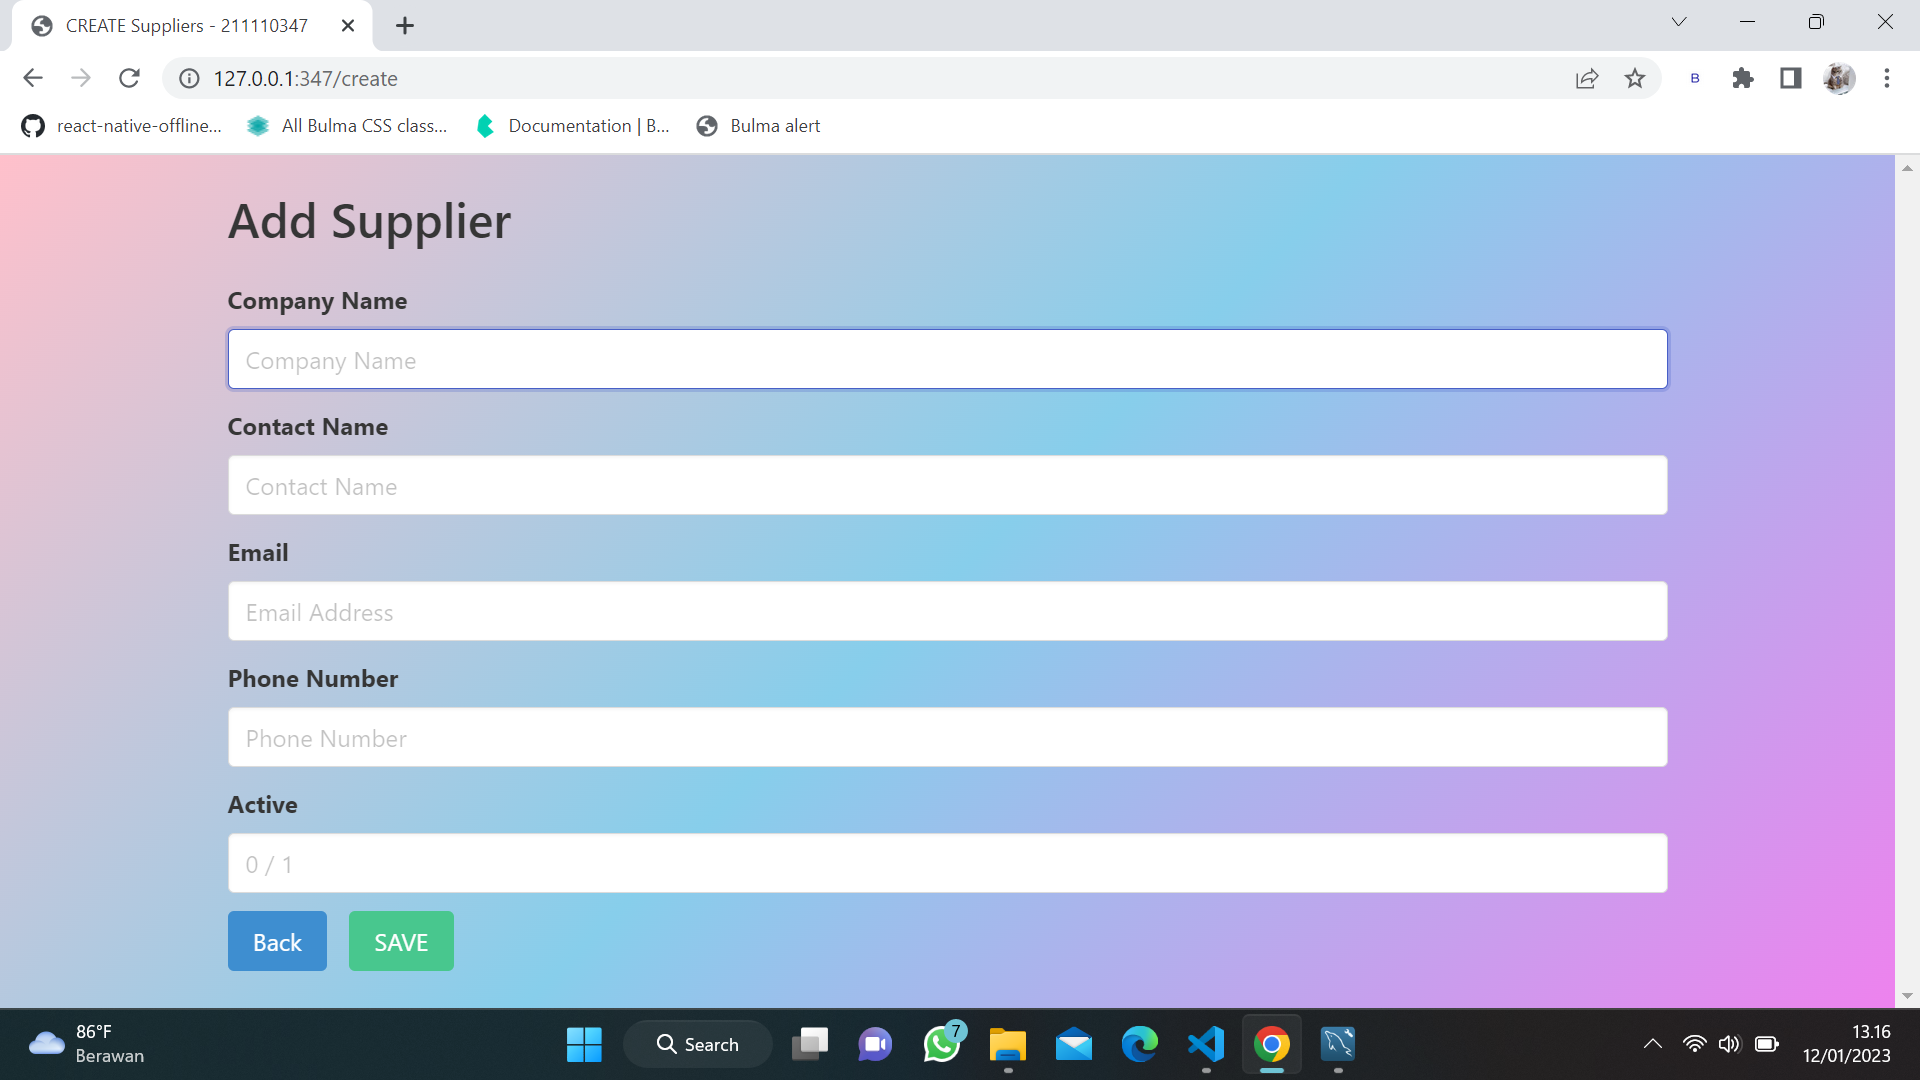 CREATE Suppliers - 211110347
127.0.0.1:347/create
B
react-native-offline...
All Bulma CSS class...
Documentation | B...
Bulma alert
Add Supplier
Company Name
Company Name
Contact Name
Contact Name
Email
Email Address
Phone Number
Phone Number
Active
0 / 1
Back
SAVE
86°F
Berawan
Search
7
13.16
12/01/2023